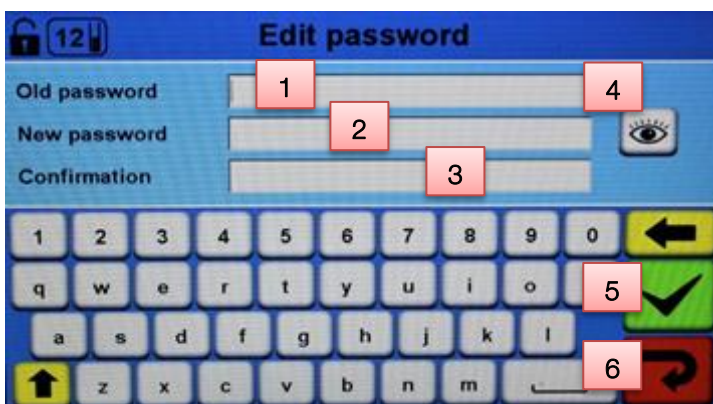 12 Edit password
Old password 1 4
New password 2
Confirmation 3
1 2 3 4 5 6 7 8 9 0
q w e r t y u i o 5
a s d f g h j k l
z x c v b n m 6